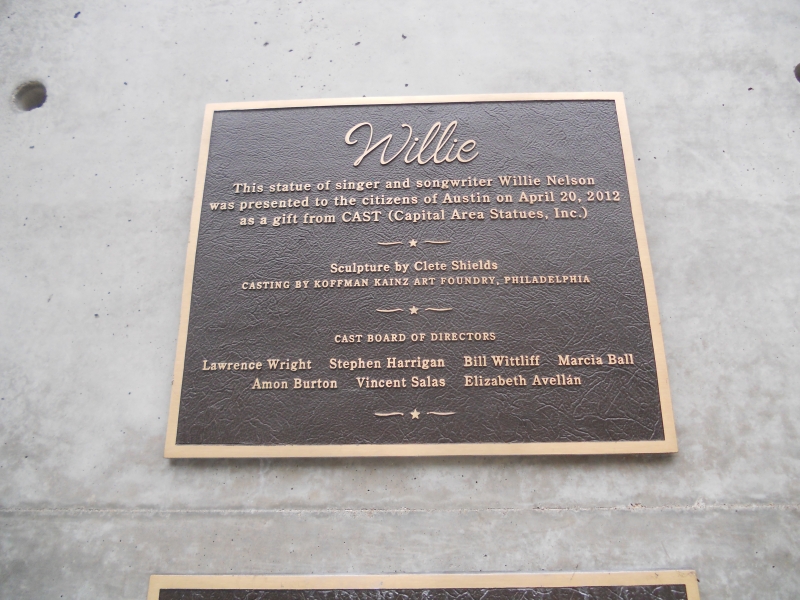 Willie
This statue of singer and songwriter Willie Nelson
was presented to the citizens of Austin on April 20, 2012
as a gift from CAST (Capital Area Statues, Inc.)
Sculpture by Clete Shields
CASTING BY KOFFMAN KAINZ ART FOUNDRY, PHILADELPHIA
CAST BOARD OF DIRECTORS
Lawrence Wright Stephen Harrigan Bill Wittliff Marcia Ball
Amon Burton Vincent Salas Elizabeth Avellán